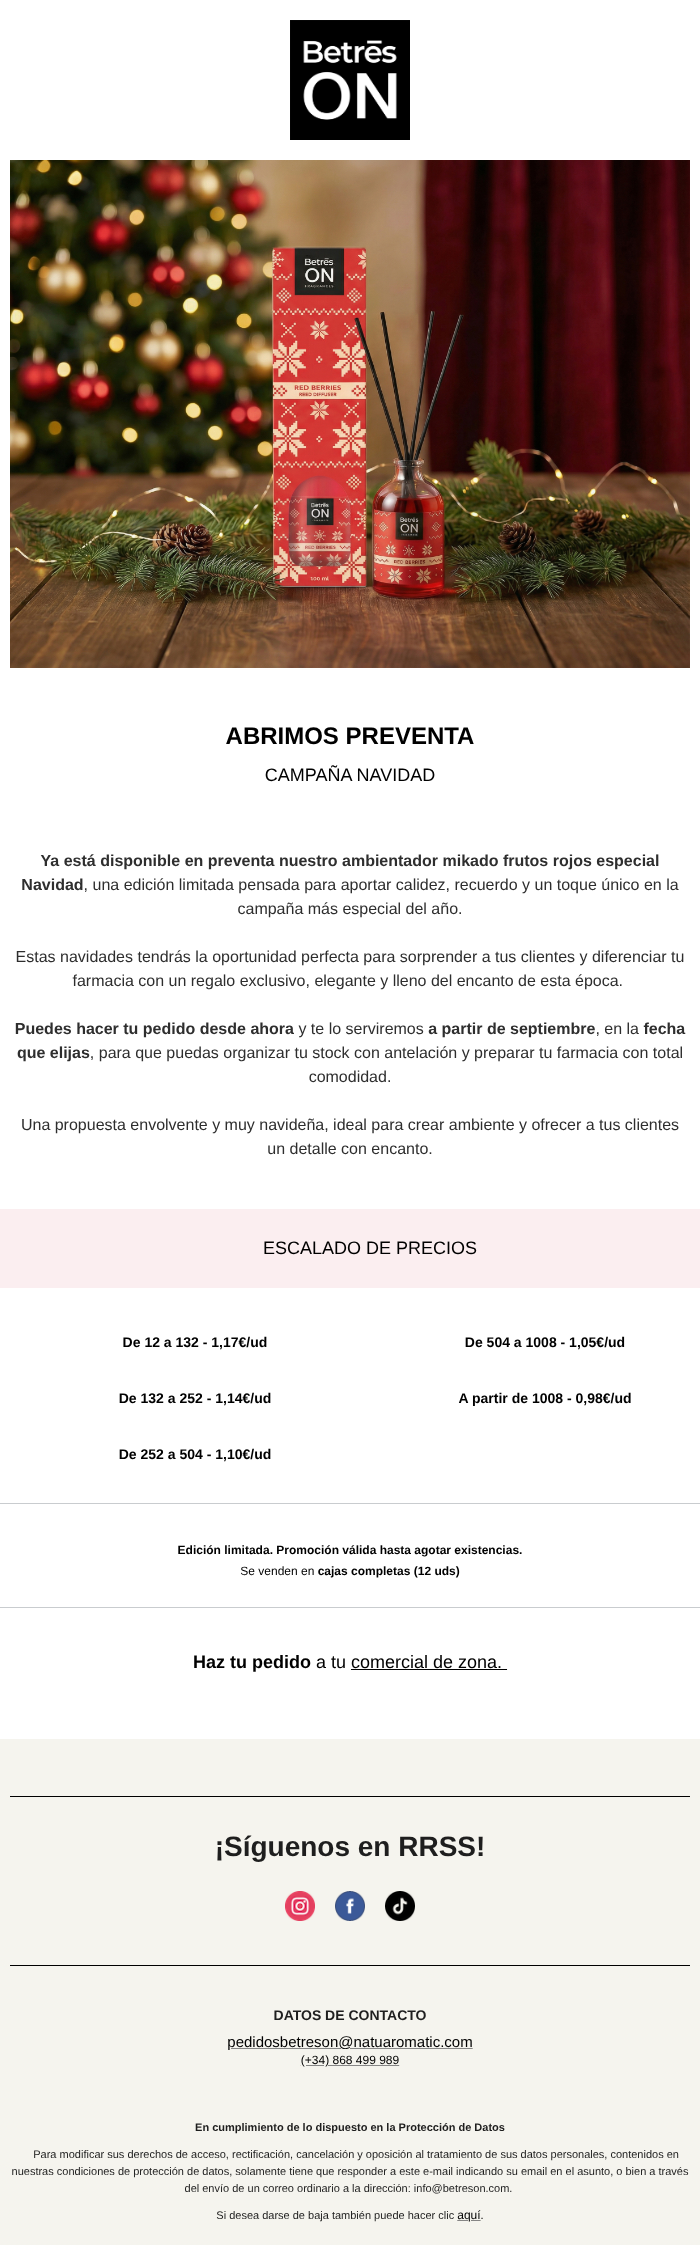 Betrēs
ON
Betrēs
ON
FRAGRANCES
RED BERRIES
REED DIFFUSER
Betrēs
ON
RED BERRIES
100 ml
Betrēs
ON
RED BERRIES
ABRIMOS PREVENTA
CAMPAÑA NAVIDAD
Ya está disponible en preventa nuestro ambientador mikado frutos rojos especial
Navidad, una edición limitada pensada para aportar calidez, recuerdo y un toque único en la
campaña más especial del año.
Estas navidades tendrás la oportunidad perfecta para sorprender a tus clientes y diferenciar tu
farmacia con un regalo exclusivo, elegante y lleno del encanto de esta época.
Puedes hacer tu pedido desde ahora y te lo serviremos a partir de septiembre, en la fecha
que elijas, para que puedas organizar tu stock con antelación y preparar tu farmacia con total
comodidad.
Una propuesta envolvente y muy navideña, ideal para crear ambiente y ofrecer a tus clientes
un detalle con encanto.
ESCALADO DE PRECIOS
De 12 a 132 - 1,17€/ud
De 132 a 252 - 1,14€/ud
De 252 a 504 - 1,10€/ud
De 504 a 1008 - 1,05€/ud
A partir de 1008 - 0,98€/ud
Edición limitada. Promoción válida hasta agotar existencias.
Se venden en cajas completas (12 uds)
Haz tu pedido a tu comercial de zona.
¡Síguenos en RRSS!
DATOS DE CONTACTO
pedidosbetreson@natuaromatic.com
(+34) 868 499 989
En cumplimiento de lo dispuesto en la Protección de Datos
Para modificar sus derechos de acceso, rectificación, cancelación y oposición al tratamiento de sus datos personales, contenidos en
nuestras condiciones de protección de datos, solamente tiene que responder a este e-mail indicando su email en el asunto, o bien a través
del envío de un correo ordinario a la dirección: info@betreson.com.
Si desea darse de baja también puede hacer clic aquí.